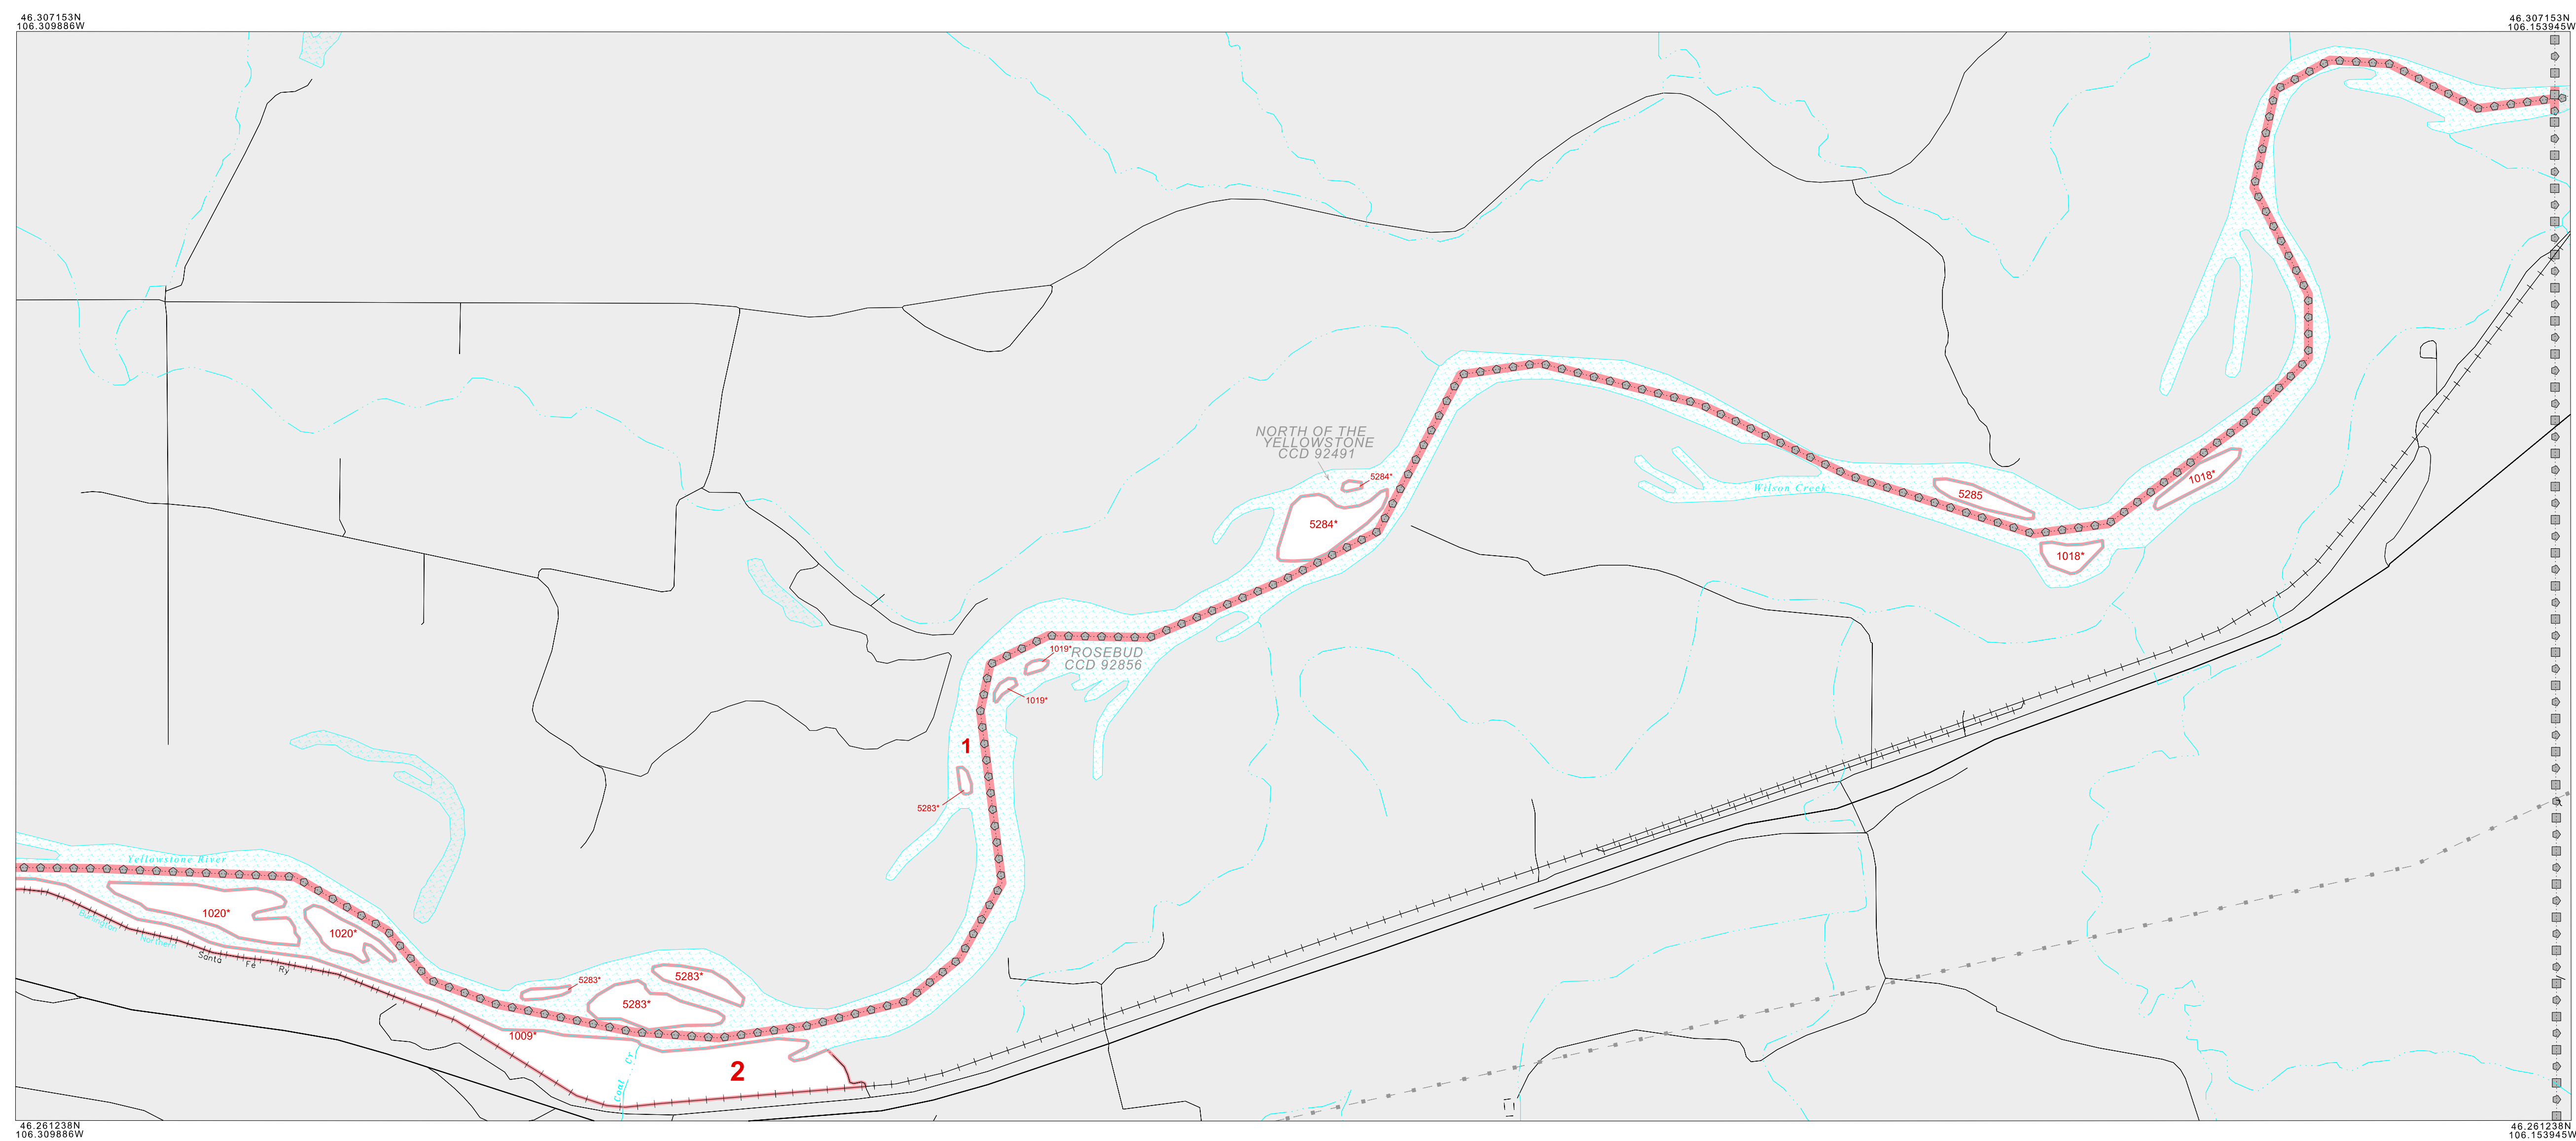 46.307153N
106.309886W
46.307153N
106.153945W
NORTH OF THE
YELLOWSTONE
CCD 92491
5284*
5284*
Wilson Creek
5285
1018*
1018*
1019*
ROSEBUD
CCD 92856
1019*
1
5283*
Yellowstone River
1020*
1020*
Burlington Northern
Santa Fe Ry
5283*
5283*
5283*
1009*
Coal Cr
2
46.261238N
106.309886W
46.261238N
106.153945W